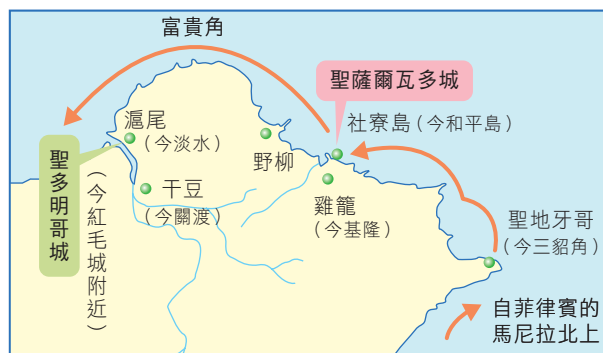 富貴角
聖薩爾瓦多城
社寮島(今和平島)
滬尾
(今淡水)
野柳
聖多明哥城
(今紅毛城附近)
干豆
(今關渡)
雞籠
(今基隆)
聖地牙哥
(今三貂角)
自菲律賓的
馬尼拉北上